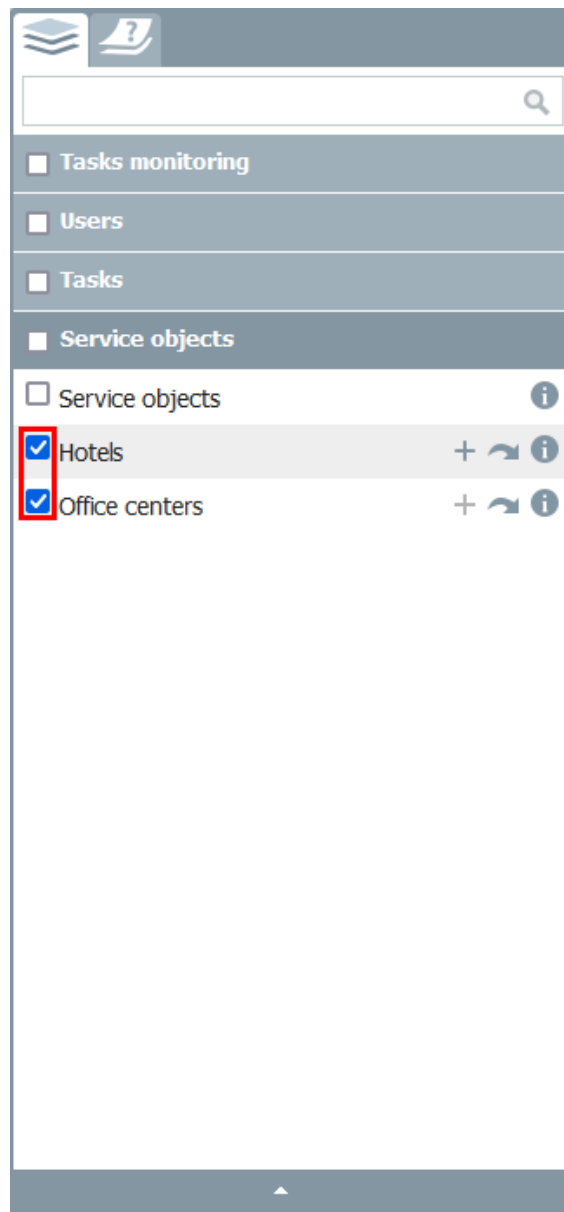 Tasks monitoring
Users
Tasks
Service objects
Service objects
Hotels
Office centers